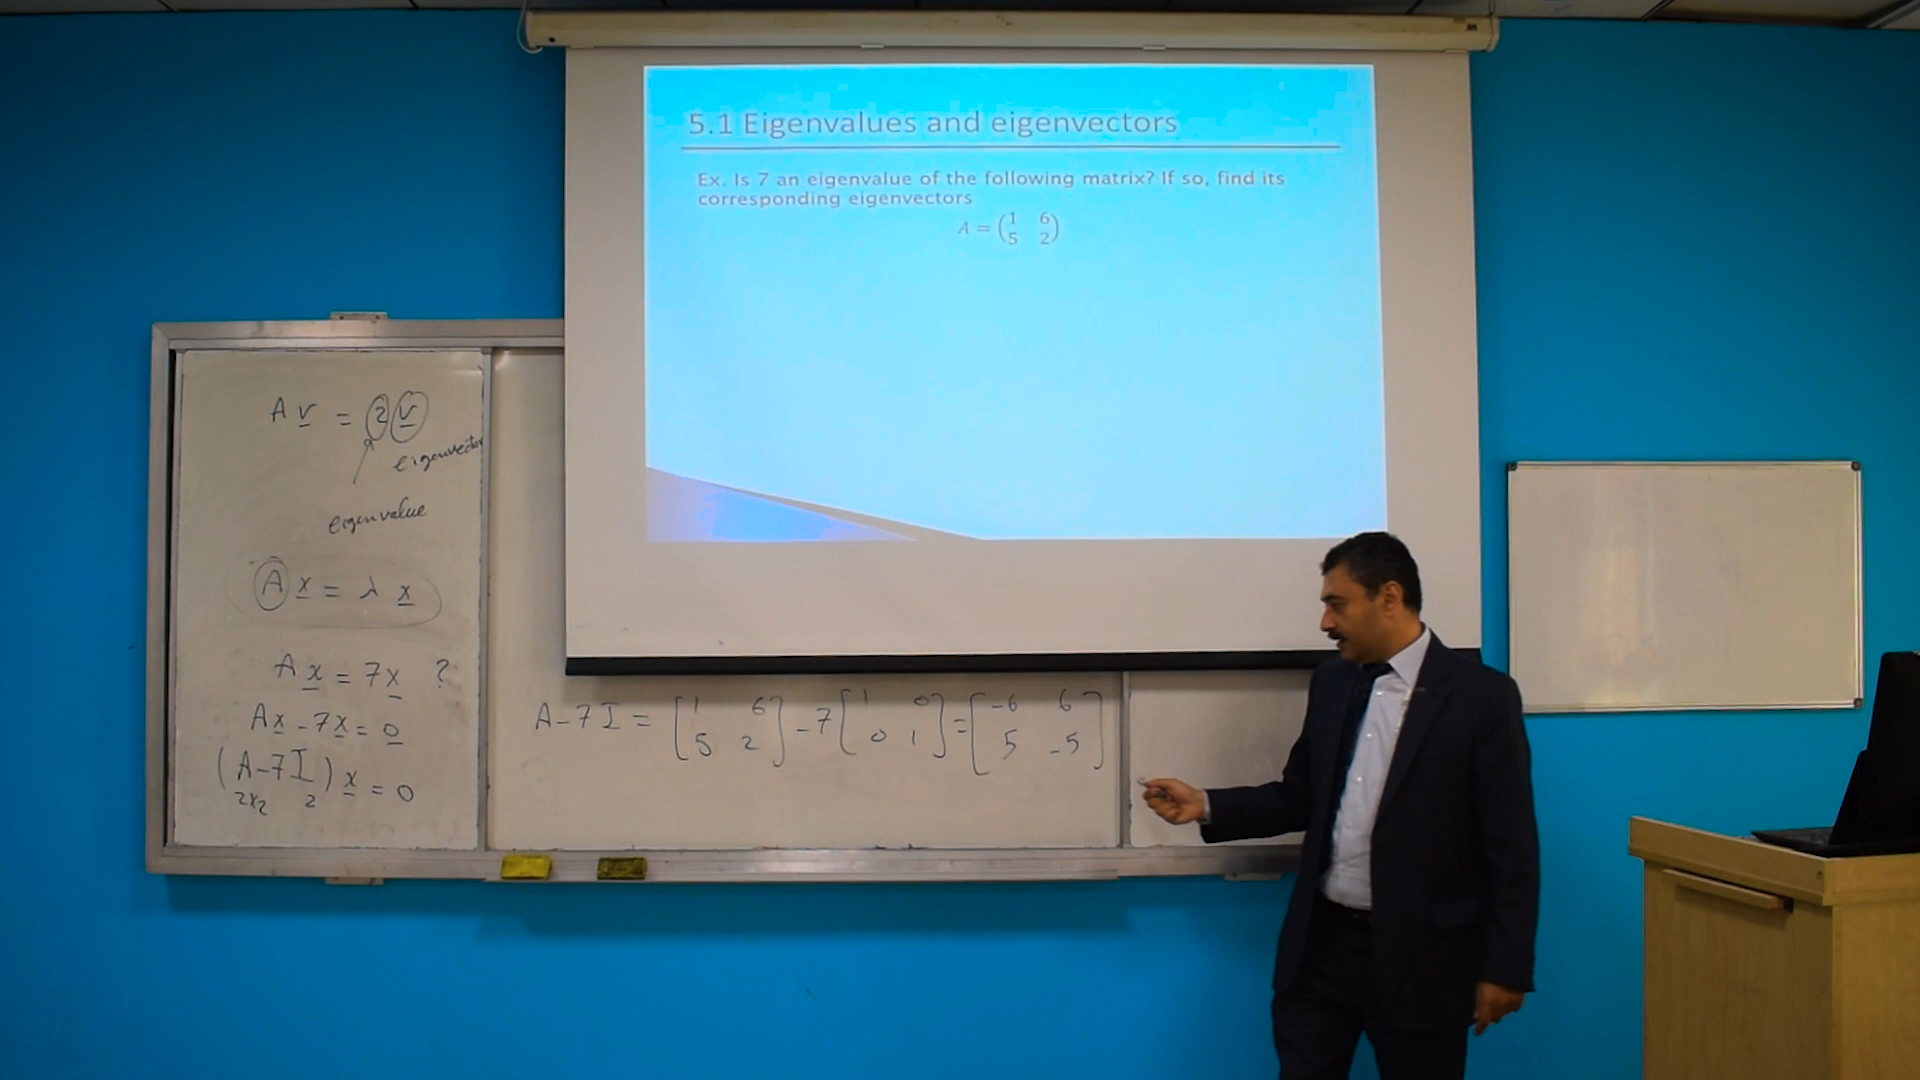 5.1 Eigenvalues and eigenvectors
Ex. Is 7 an eigenvalue of the following matrix? If so, find its
corresponding eigenvectors
A = (1 6
5 2)
A v = 2 v
eigenvector
eigenvalue
A x = λ x
A x = 7x ?
Ax - 7x = 0
(A-7I) x = 0
2x2 2
A-7I = [1 6 5 2] -7 [1 0 0 1] = [-6 6 5 -5]